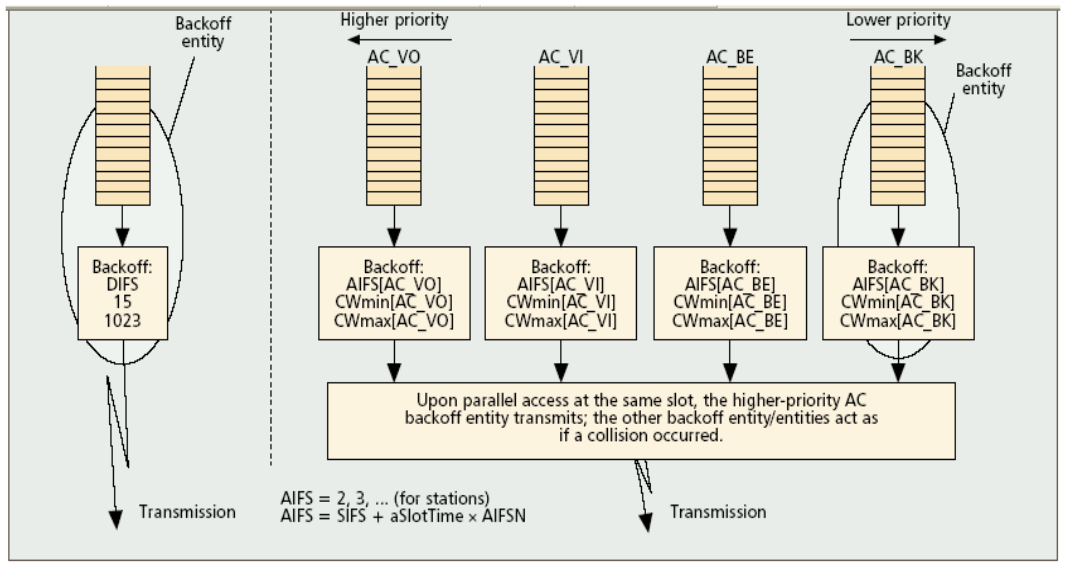 Backoff
entity
Higher priority
Lower priority
AC_VO
AC_VI
AC_BE
AC_BK
Backoff
entity
Backoff:
DIFS
15
1023
Backoff:
AIFS[AC_VO]
CWmin[AC_VO]
CWmax[AC_VO]
Backoff:
AIFS[AC_VI]
CWmin[AC_VI]
CWmax[AC_VI]
Backoff:
AIFS[AC_BE]
CWmin[AC_BE]
CWmax[AC_BE]
Backoff:
AIFS[AC_BK]
CWmin[AC_BK]
CWmax[AC_BK]
Upon parallel access at the same slot, the higher-priority AC
backoff entity transmits; the other backoff entity/entities act as
if a collision occurred.
AIFS = 2, 3, ... (for stations)
AIFS = SIFS + aSlotTime × AIFSN
Transmission
Transmission